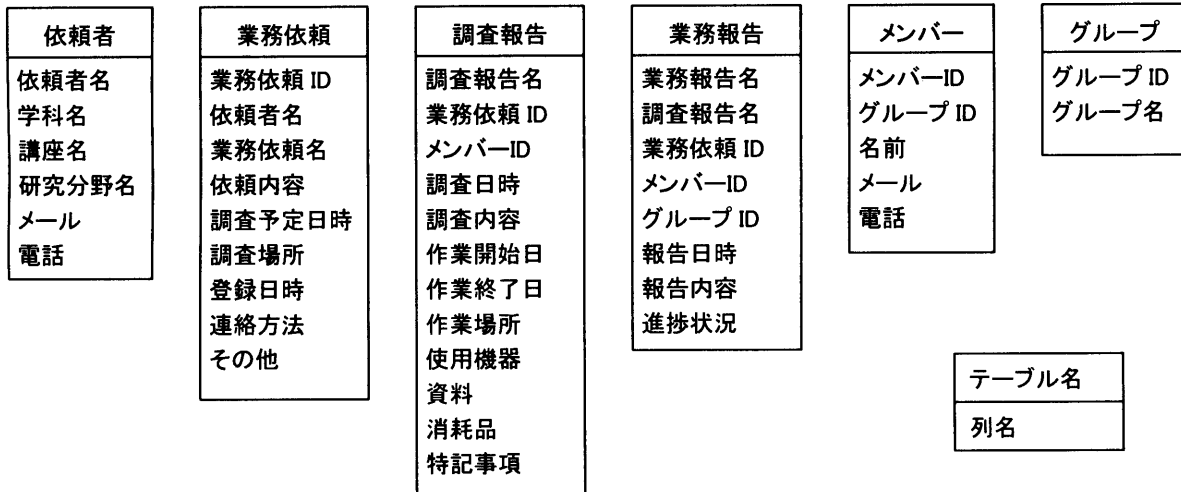 依頼者
依頼者名
学科名
講座名
研究分野名
メール
電話
業務依頼
業務依頼 ID
依頼者名
業務依頼名
依頼内容
調査予定日時
調査場所
登録日時
連絡方法
その他
調査報告
調査報告名
業務依頼 ID
メンバーID
調査日時
調査内容
作業開始日
作業終了日
作業場所
使用機器
資料
消耗品
特記事項
業務報告
業務報告名
調査報告名
業務依頼 ID
メンバーID
グループ ID
報告日時
報告内容
進捗状況
メンバー
メンバーID
グループ ID
名前
メール
電話
グループ
グループ ID
グループ名
テーブル名
列名